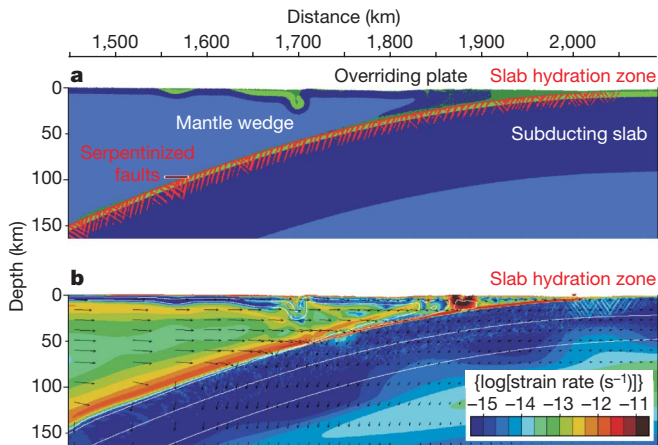 Distance (km)
1,500 1,600 1,700 1,800 1,900 2,000
a
Overriding plate Slab hydration zone
0
Mantle wedge
50
Subducting slab
Serpentinized
faults
100
150
Depth (km)
b
Slab hydration zone
0
50
100
{log[strain rate (s⁻¹)]}
−15 −14 −13 −12 −11
150